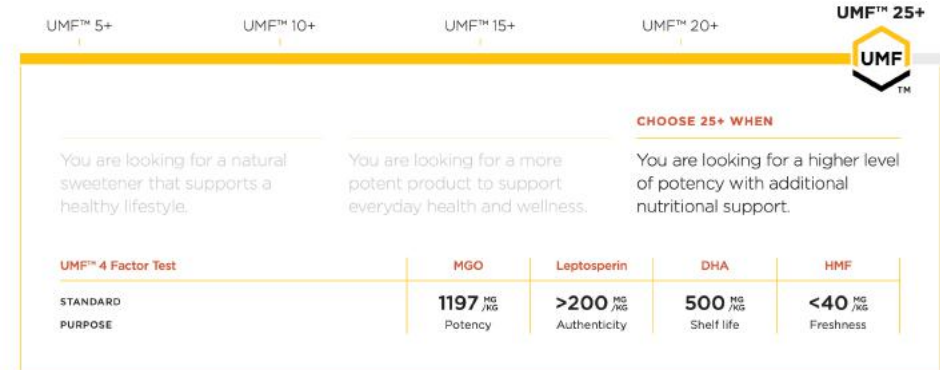 UMF™ 5+
UMF™ 10+
UMF™ 15+
UMF™ 20+
UMF™ 25+
UMF
TM
CHOOSE 25+ WHEN
You are looking for a natural
sweetener that supports a
healthy lifestyle.
You are looking for a more
potent product to support
everyday health and wellness.
You are looking for a higher level
of potency with additional
nutritional support.
UMF™ 4 Factor Test MGO Leptosperin DHA HMF
STANDARD 1197 MG/KG >200 MG/KG 500 MG/KG <40 MG/KG
PURPOSE Potency Authenticity Shelf life Freshness